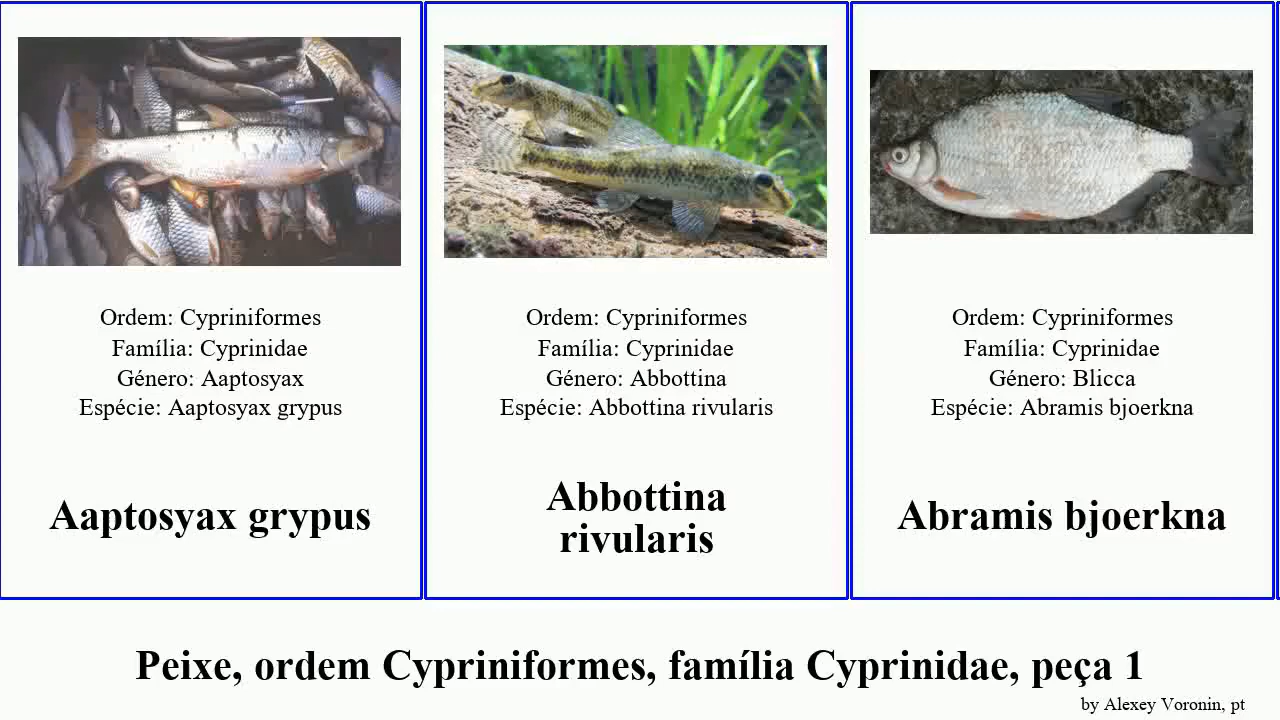 Ordem: Cypriniformes
Família: Cyprinidae
Género: Aaptosyax
Espécie: Aaptosyax grypus
Aaptosyax grypus
Ordem: Cypriniformes
Família: Cyprinidae
Género: Abbottina
Espécie: Abbottina rivularis
Abbottina
rivularis
Ordem: Cypriniformes
Família: Cyprinidae
Género: Blicca
Espécie: Abramis bjoerkna
Abramis bjoerkna
Peixe, ordem Cypriniformes, família Cyprinidae, peça 1
by Alexey Voronin, pt